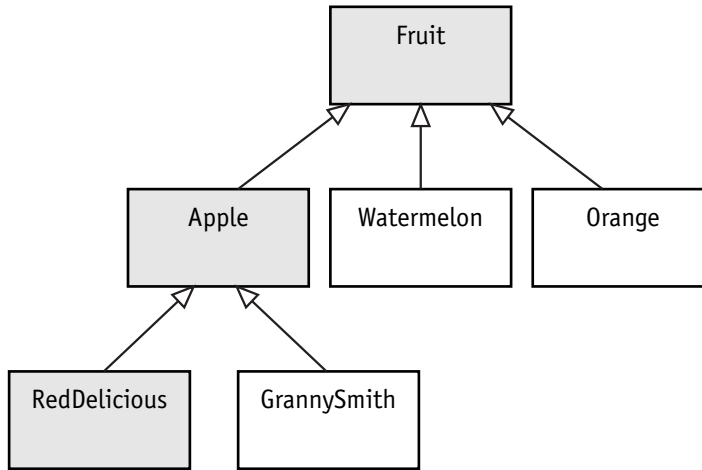 Fruit
Apple
Watermelon
Orange
RedDelicious
GrannySmith